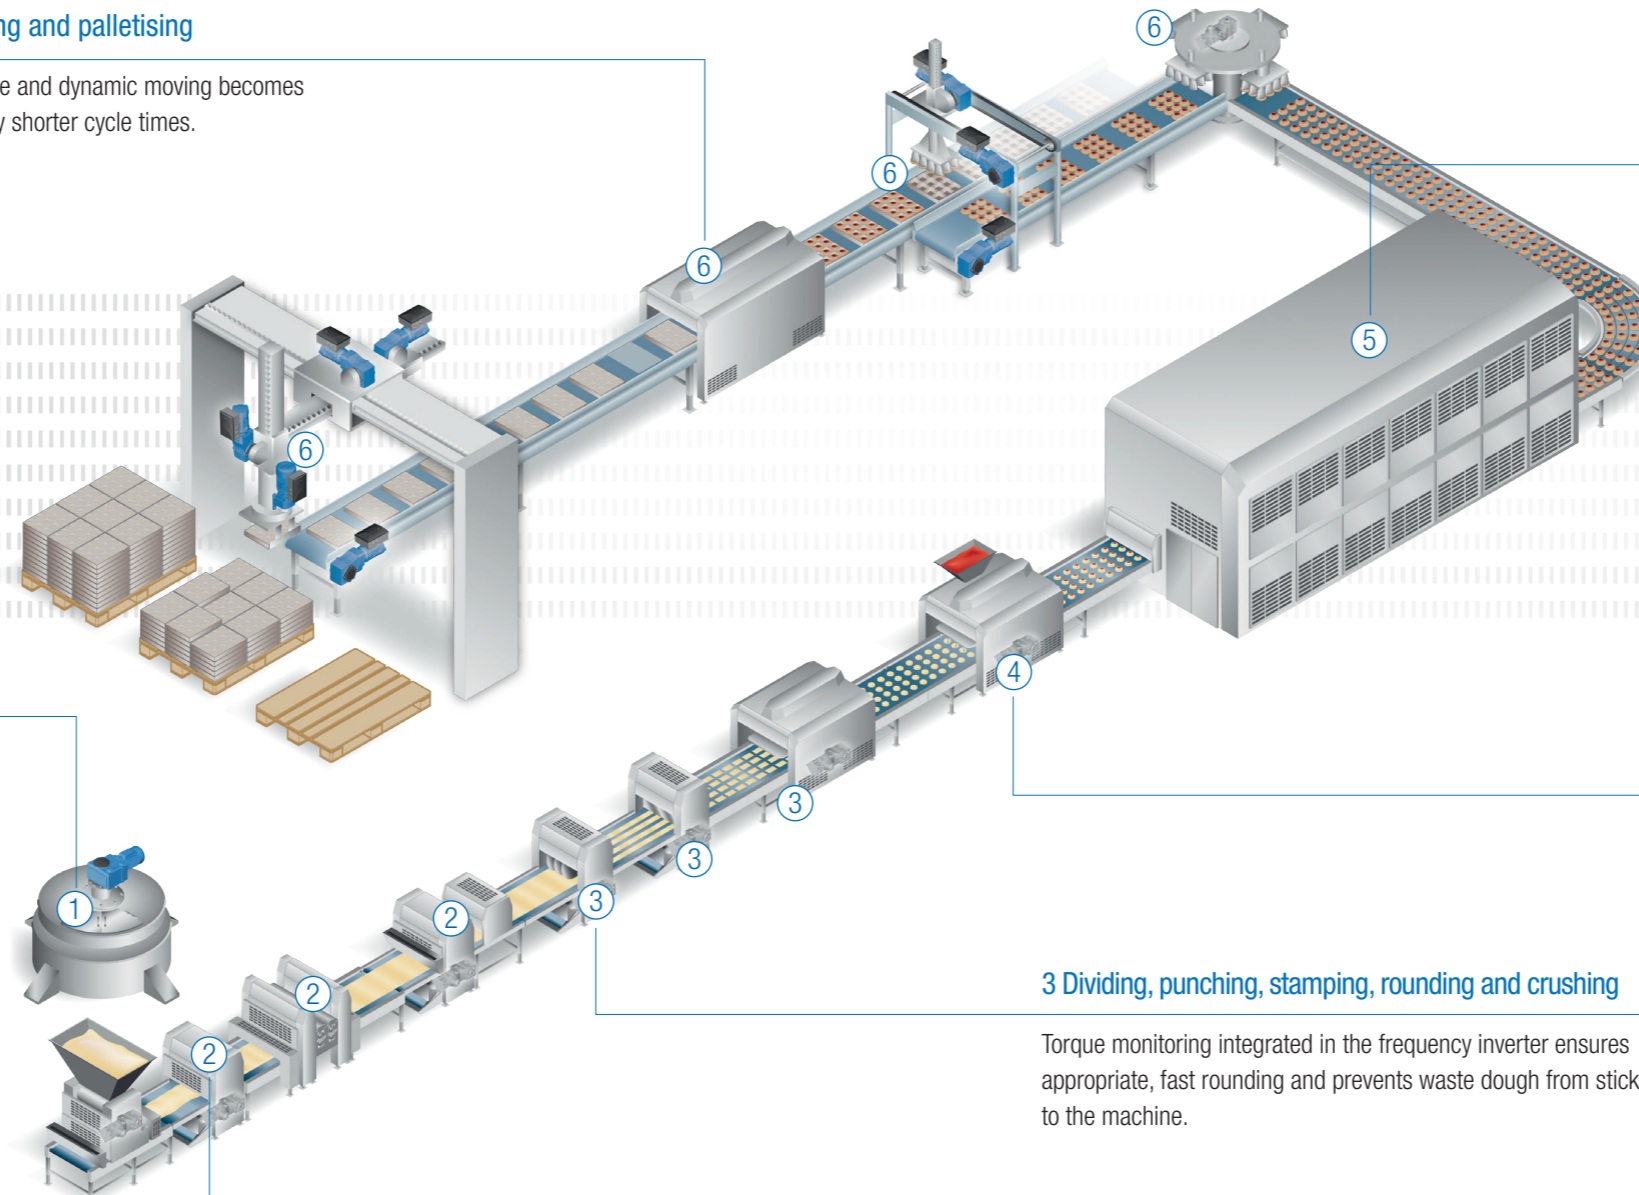 ng and palletising
e and dynamic moving becomes
y shorter cycle times.
6
6
6
5
6
4
3
3
3
2
1
2
2
3 Dividing, punching, stamping, rounding and crushing
Torque monitoring integrated in the frequency inverter ensures
appropriate, fast rounding and prevents waste dough from stick
to the machine.